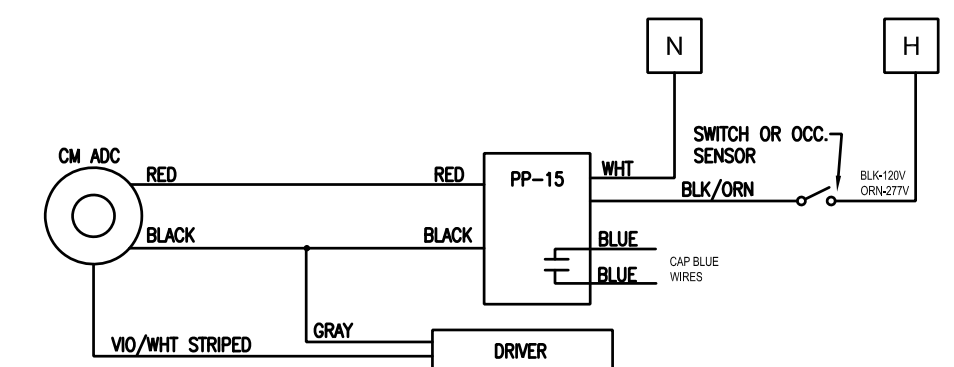 N
H
SWITCH OR OCC.
SENSOR
CM ADC
RED
RED
PP-15
WHT
BLK/ORN
BLK-120V
ORN-277V
BLACK
BLACK
BLUE
BLUE
CAP BLUE
WIRES
GRAY
VIO/WHT STRIPED
DRIVER